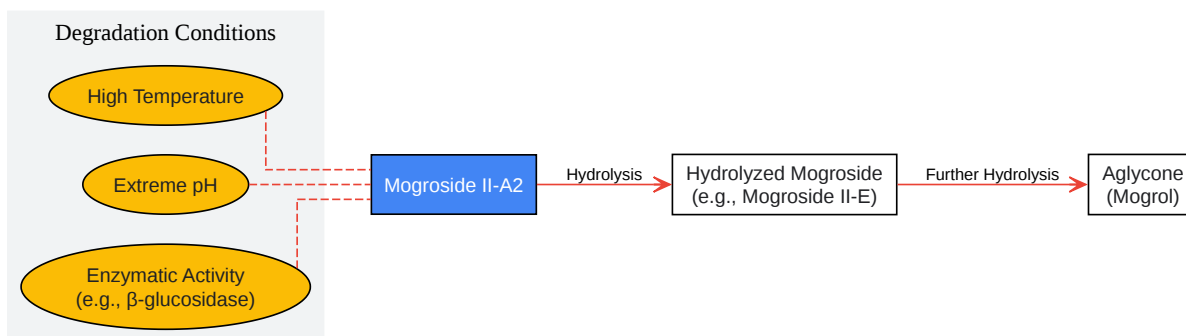 Degradation Conditions
High Temperature
Extreme pH
Enzymatic Activity
(e.g., β-glucosidase)
Mogroside II-A2
Hydrolysis
Hydrolyzed Mogroside
(e.g., Mogroside II-E)
Further Hydrolysis
Aglycone
(Mogrol)